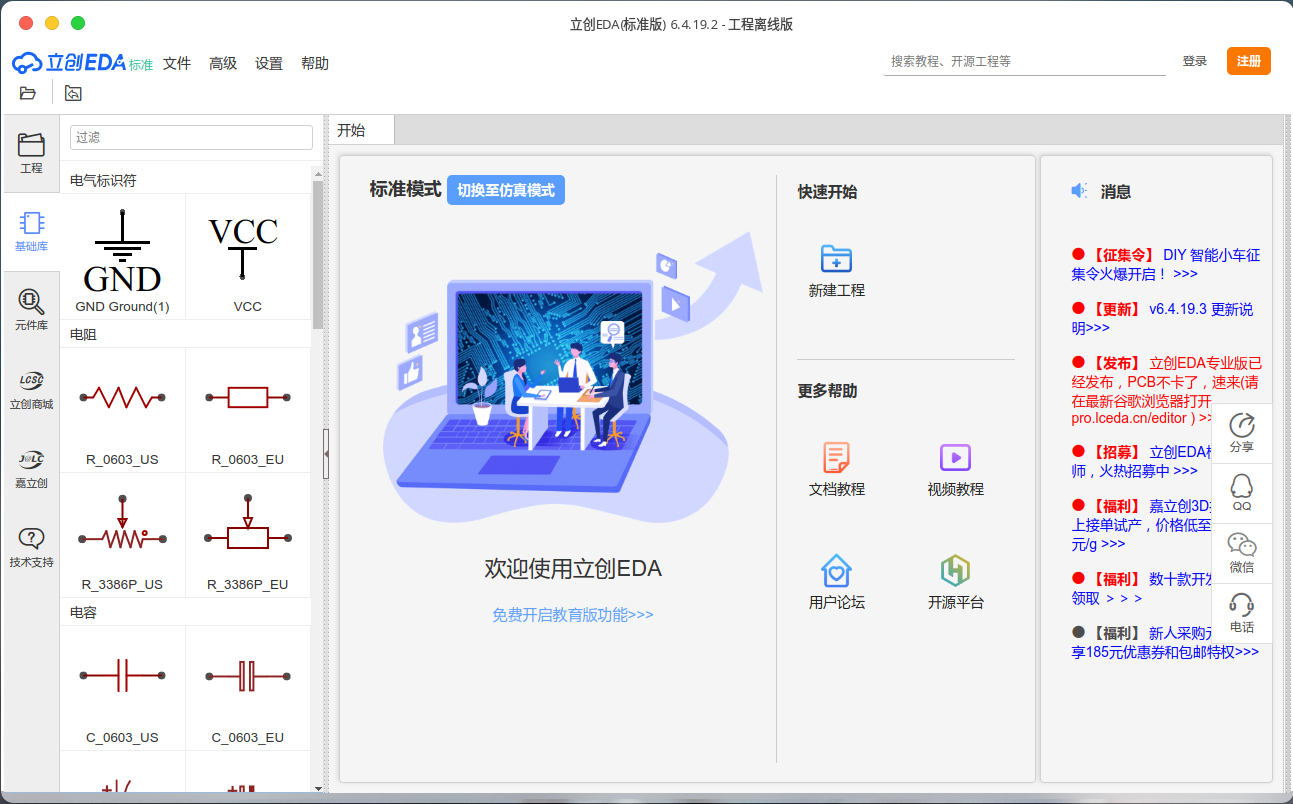 立创EDA(标准版) 6.4.19.2 - 工程离线版
立创EDA 标准 文件 高级 设置 帮助
搜索教程、开源工程等
登录
注册
工程
基础库
元件库
LCSC
立创商城
J@LC
嘉立创
技术支持
过滤
电气标识符
GND
GND Ground(1)
VCC
VCC
电阻
R_0603_US
R_0603_EU
R_3386P_US
R_3386P_EU
电容
C_0603_US
C_0603_EU
开始
标准模式 切换至仿真模式
欢迎使用立创EDA
免费开启教育版功能>>>
快速开始
新建工程
更多帮助
文档教程
视频教程
用户论坛
开源平台
消息
【征集令】 DIY 智能小车征
集令火爆开启！ >>>
【更新】 v6.4.19.3 更新说
明>>>
【发布】 立创EDA专业版已
经发布，PCB不卡了，速来(请
在最新谷歌浏览器打开
pro.lceda.cn/editor ) >>
【招募】 立创EDA
师，火热招募中 >>>
【福利】 嘉立创3D
上接单试产，价格低至
元/g >>>
【福利】 数十款开发
领取 > > >
【福利】 新人采购
享185元优惠券和包邮特权>>>
分享
QQ
微信
电话